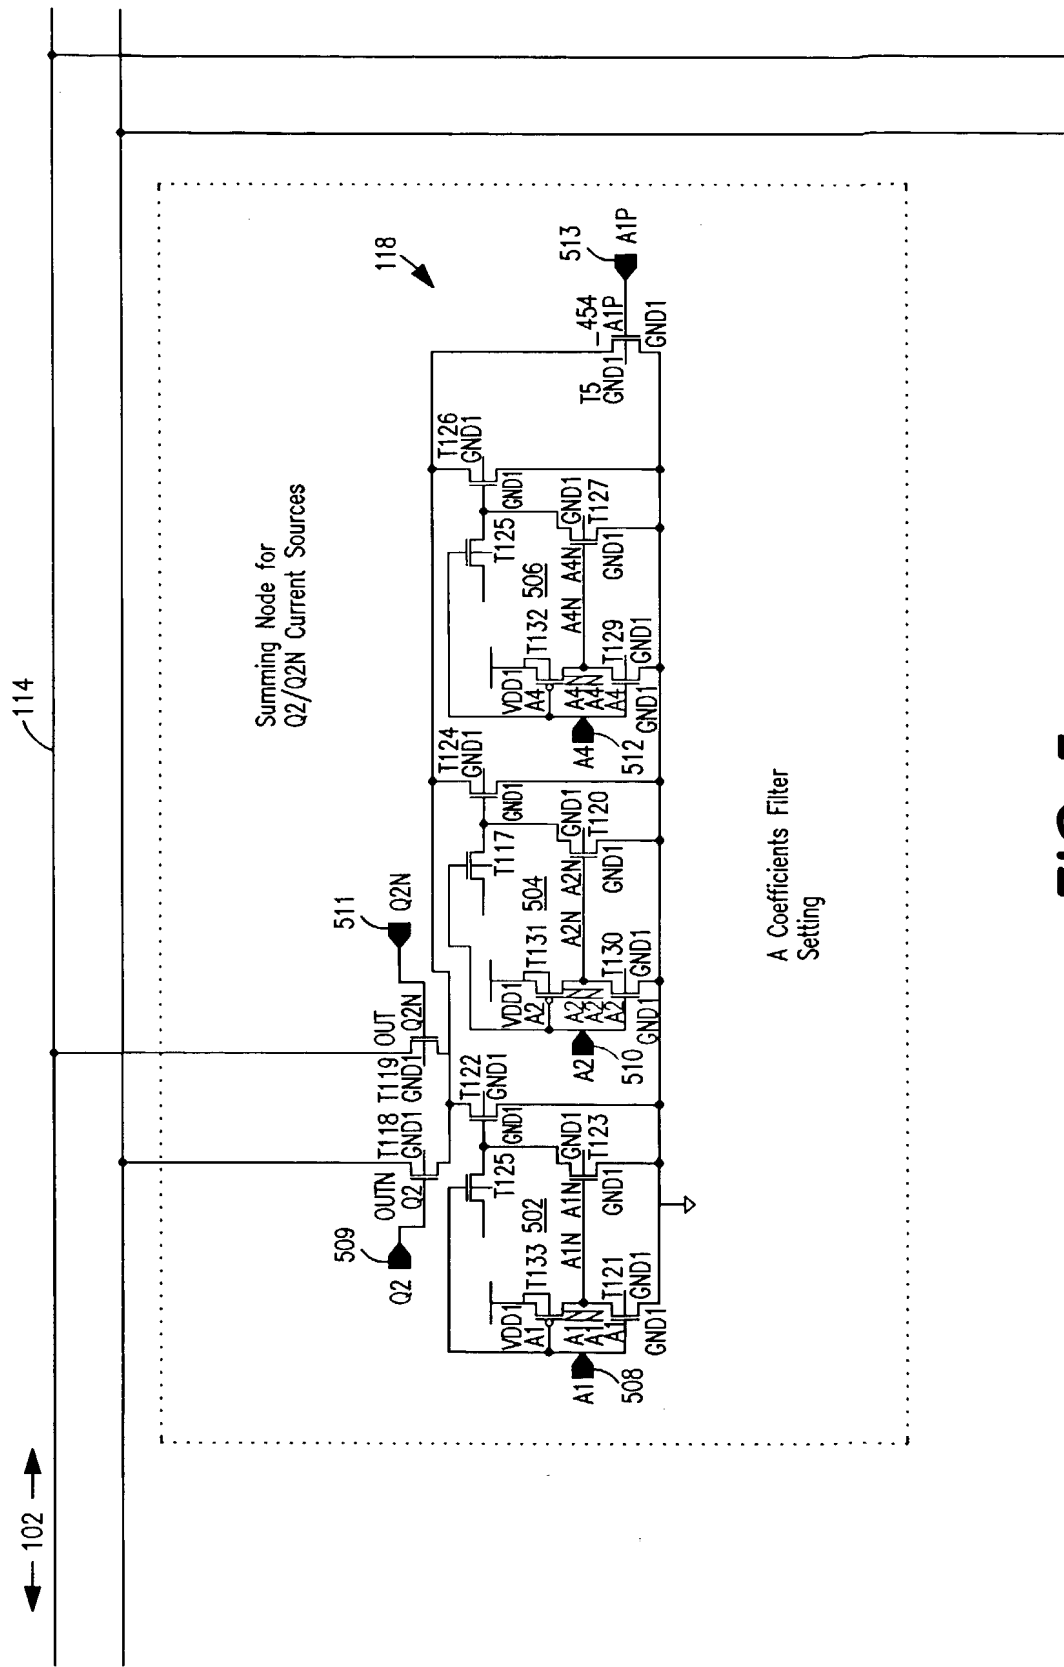 102
114
Summing Node for
Q2/Q2N Current Sources
118
509
Q2
OUTN
Q2
T118
GND1
T119
GND1
OUT
Q2N
511
Q2N
T125
T122
GND1
GND1
T117
T124
GND1
GND1
T125
T126
GND1
GND1
VDD1
A1
T133
502
A1N
A1N
A1N
A1N
A1
T121
GND1
GND1
GND1
T123
GND1
A1
508
VDD1
A2
T131
504
A2N
A2N
A2N
A2N
A2
T130
GND1
GND1
GND1
T120
GND1
A2
510
VDD1
A4
T132
506
A4N
A4N
A4N
A4N
A4
T129
GND1
GND1
GND1
T127
GND1
A4
512
T5
GND1
454
A1P
GND1
513
A1P
A Coefficients Filter
Setting